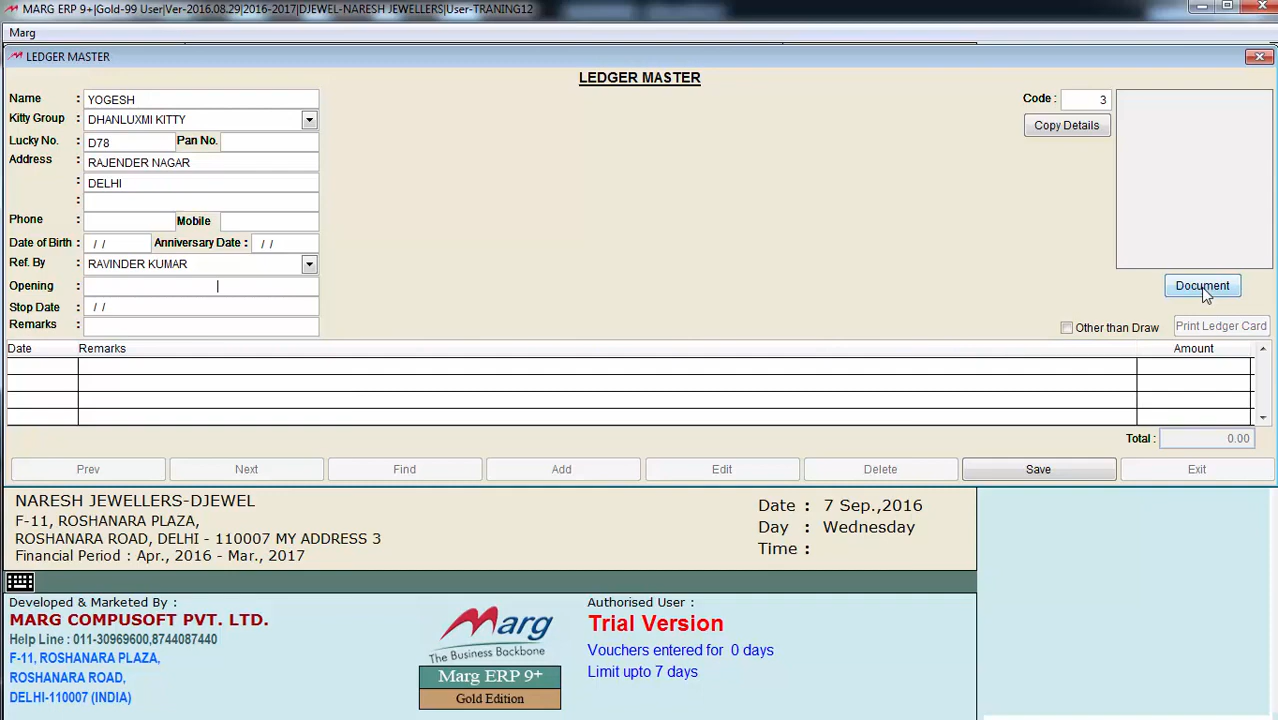 MARG ERP 9+|Gold-99 User|Ver-2016.08.29|2016-2017|DJEWEL-NARESH JEWELLERS|User-TRANING12
Marg
LEDGER MASTER
LEDGER MASTER
Name : YOGESH
Code : 3
Kitty Group : DHANLUXMI KITTY
Copy Details
Lucky No. : D78 Pan No.
Address : RAJENDER NAGAR
: DELHI
:
Phone : Mobile
Date of Birth : / / Anniversary Date : / /
Ref. By : RAVINDER KUMAR
Opening :
Document
Stop Date : / /
Remarks :
Other than Draw Print Ledger Card
Date Remarks Amount
Total : 0.00
Prev Next Find Add Edit Delete Save Exit
NARESH JEWELLERS-DJEWEL
F-11, ROSHANARA PLAZA,
ROSHANARA ROAD, DELHI - 110007 MY ADDRESS 3
Financial Period : Apr., 2016 - Mar., 2017
Date : 7 Sep.,2016
Day : Wednesday
Time :
Developed & Marketed By :
MARG COMPUSOFT PVT. LTD.
Help Line : 011-30969600,8744087440
F-11, ROSHANARA PLAZA,
ROSHANARA ROAD,
DELHI-110007 (INDIA)
Marg
The Business Backbone
Marg ERP 9+
Gold Edition
Authorised User :
Trial Version
Vouchers entered for 0 days
Limit upto 7 days